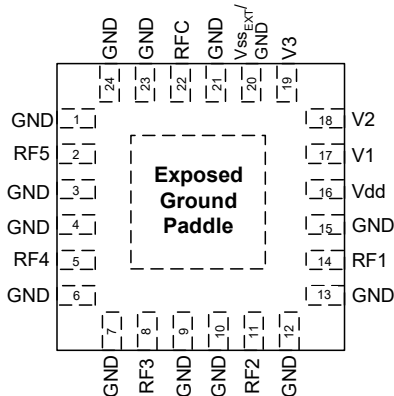 GND
GND
RFC
GND
Vss_EXT/
GND
V3
24
23
22
21
20
19
GND 1
RF5 2
GND 3
GND 4
RF4 5
GND 6
Exposed
Ground
Paddle
18 V2
17 V1
16 Vdd
15 GND
14 RF1
13 GND
7
8
9
10
11
12
GND
RF3
GND
GND
RF2
GND